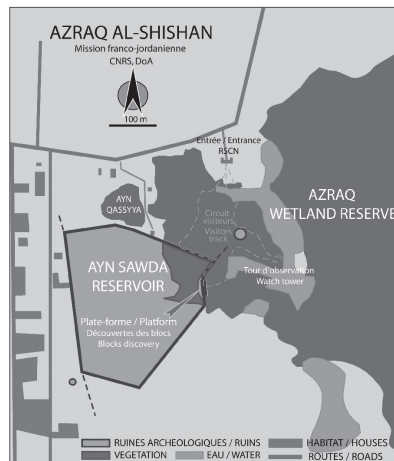 AZRAQ AL-SHISHAN
Mission franco-jordanienne
CNRS, DoA
100 m
Entrée / Entrance
RSCN
AYN
QASSYYA
AZRAQ
WETLAND RESERVE
Circuit
visiteurs
Visitors
track
AYN SAWDA
RESERVOIR
Tour d'observation
Watch tower
Plate-forme / Platform
Découvertes des blocs
Blocks discovery
RUINES ARCHEOLOGIQUES / RUINS
HABITAT / HOUSES
VEGETATION
EAU / WATER
ROUTES / ROADS